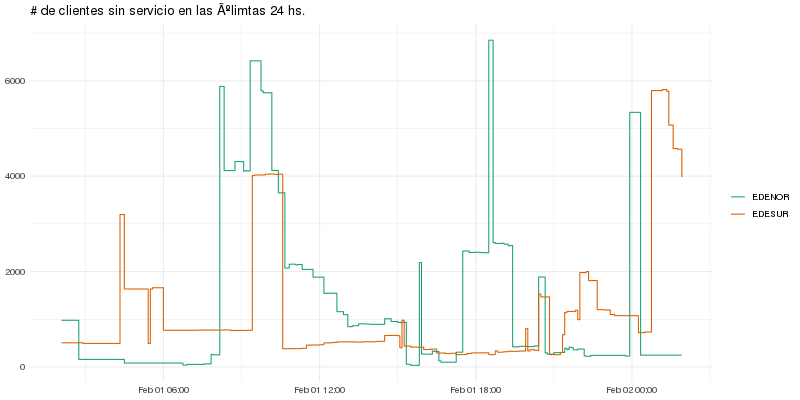 # de clientes sin servicio en las Ãºlimtas 24 hs.
6000
4000
2000
0
Feb 01 06:00
Feb 01 12:00
Feb 01 18:00
Feb 02 00:00
EDENOR
EDESUR